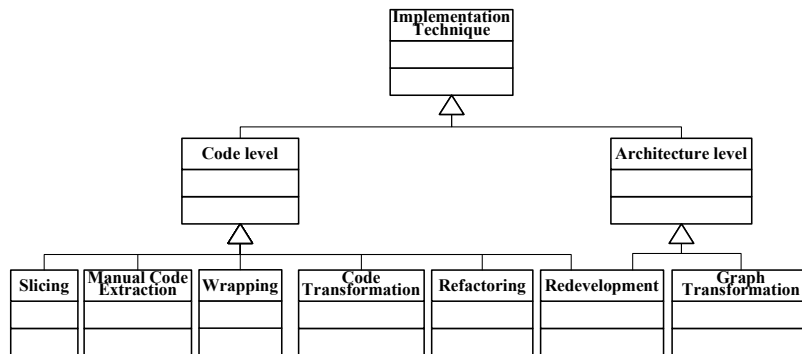 Implementation
Technique
Code level
Architecture level
Slicing
Manual Code
Extraction
Wrapping
Code
Transformation
Refactoring
Redevelopment
Graph
Transformation